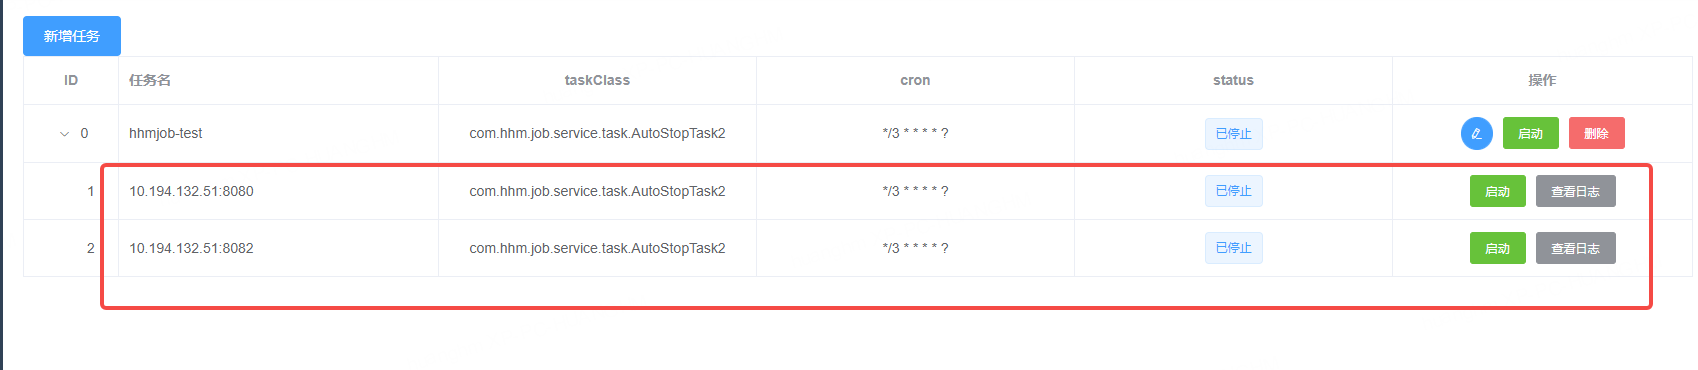 新增任务
ID 任务名 taskClass cron status 操作
0 hhmjob-test com.hhm.job.service.task.AutoStopTask2 */3 * * * * ? 已停止 启动 删除
1 10.194.132.51:8080 com.hhm.job.service.task.AutoStopTask2 */3 * * * * ? 已停止 启动 查看日志
2 10.194.132.51:8082 com.hhm.job.service.task.AutoStopTask2 */3 * * * * ? 已停止 启动 查看日志